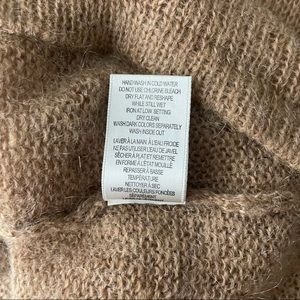 HAND WASH IN COLD WATER
DO NOT USE CHLORINE BLEACH
DRY FLAT AND RESHAPE
WHILE STILL WET
IRON AT LOW SETTING
DRY CLEAN
WASH DARK COLORS SEPARATELY
WASH INSIDE OUT
LAVER À LA MAIN À L'EAU FROIDE
NE PAS UTILISER L'EAU DE JAVEL
SÉCHER À PLAT ET REMETTRE
EN FORME À L'ÉTAT MOUILLÉ
REPASSER À BASSE
TEMPÉRATURE
NETTOYER À SEC
LAVER LES COULEURS FONCÉES
SÉPARÉMENT